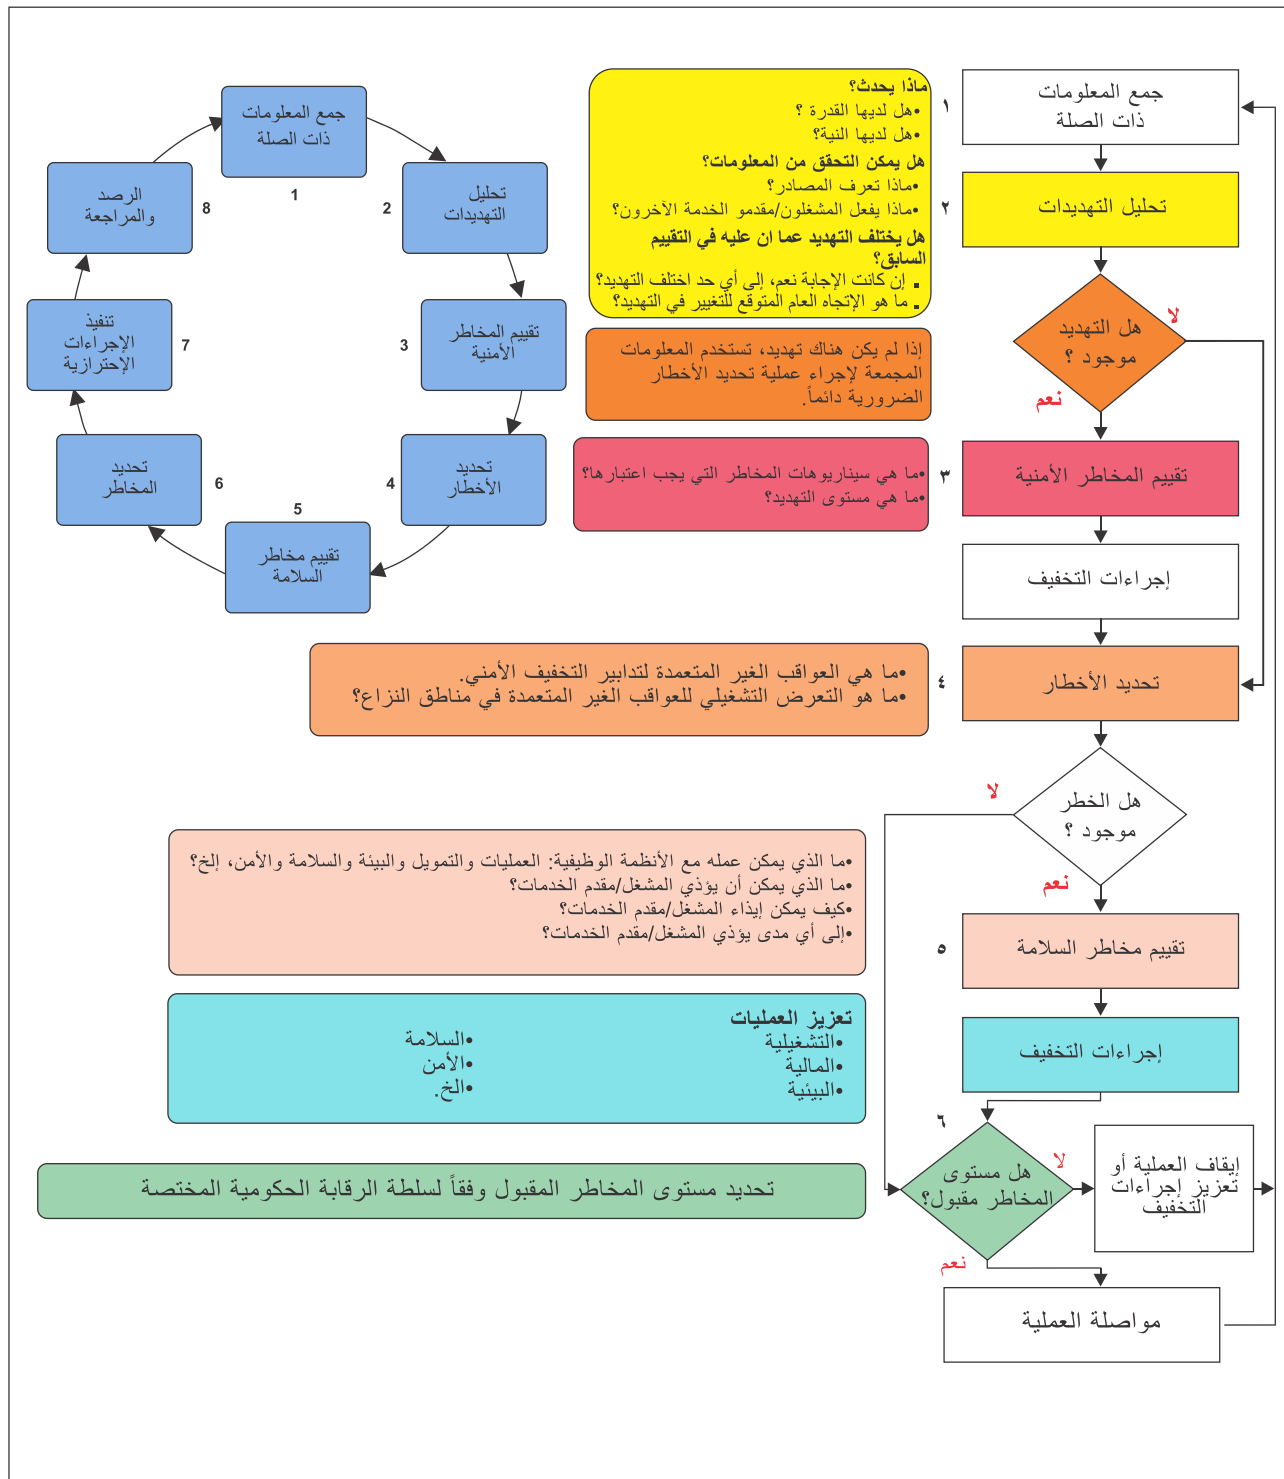 جمع المعلومات
ذات الصلة
1
تحليل
التهديدات
2
تقييم المخاطر
الأمنية
3
تحديد
الأخطار
4
تقييم مخاطر
السلامة
5
تحديد
المخاطر
6
تنفيذ
الإجراءات
الإحترازية
7
الرصد
والمراجعة
8
جمع المعلومات
ذات الصلة
١
ماذا يحدث؟
•هل لديها القدرة ؟
•هل لديها النية؟
هل يمكن التحقق من المعلومات؟
•ماذا تعرف المصادر؟
•ماذا يفعل المشغلون/مقدمو الخدمة الآخرون؟
هل يختلف التهديد عما ان عليه في التقييم
السابق؟
. إن كانت الإجابة نعم، إلى أي حد اختلف التهديد؟
. ما هو الإتجاه العام المتوقع للتغيير في التهديد؟
تحليل التهديدات
٢
هل التهديد
موجود ؟
لا
نعم
إذا لم يكن هناك تهديد، تستخدم المعلومات
المجمعة لإجراء عملية تحديد الأخطار
الضرورية دائماً.
تقييم المخاطر الأمنية
٣
•ما هي سيناريوهات المخاطر التي يجب اعتبارها؟
•ما هي مستوى التهديد؟
إجراءات التخفيف
تحديد الأخطار
٤
•ما هي العواقب الغير المتعمدة لتدابير التخفيف الأمني.
•ما هو التعرض التشغيلي للعواقب الغير المتعمدة في مناطق النزاع؟
هل الخطر
موجود ؟
لا
نعم
تقييم مخاطر السلامة
٥
•ما الذي يمكن عمله مع الأنظمة الوظيفية: العمليات والتمويل والبيئة والسلامة والأمن، إلخ؟
•ما الذي يمكن أن يؤذي المشغل/مقدم الخدمات؟
•كيف يمكن إيذاء المشغل/مقدم الخدمات؟
•إلى أي مدى يؤذي المشغل/مقدم الخدمات؟
إجراءات التخفيف
تعزيز العمليات
•التشغيلية
•المالية
•البيئية
•السلامة
•الأمن
•الخ.
٦
هل مستوى
المخاطر مقبول؟
لا
نعم
إيقاف العملية أو
تعزيز إجراءات
التخفيف
تحديد مستوى المخاطر المقبول وفقاً لسلطة الرقابة الحكومية المختصة
مواصلة العملية